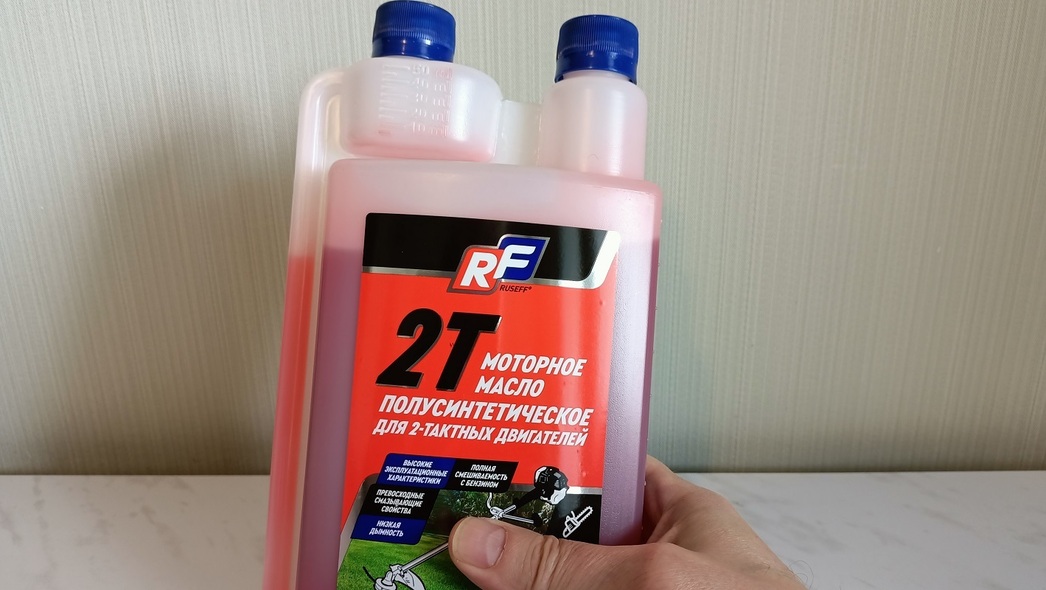 RF
RUSEFF®
2T
МОТОРНОЕ
МАСЛО
ПОЛУСИНТЕТИЧЕСКОЕ
ДЛЯ 2-ТАКТНЫХ ДВИГАТЕЛЕЙ
ВЫСОКИЕ
ЭКСПЛУАТАЦИОННЫЕ
ХАРАКТЕРИСТИКИ
ПОЛНАЯ
СМЕШИВАЕМОСТЬ
С БЕНЗИНОМ
ПРЕВОСХОДНЫЕ
СМАЗЫВАЮЩИЕ
СВОЙСТВА
НИЗКАЯ
ДЫМНОСТЬ